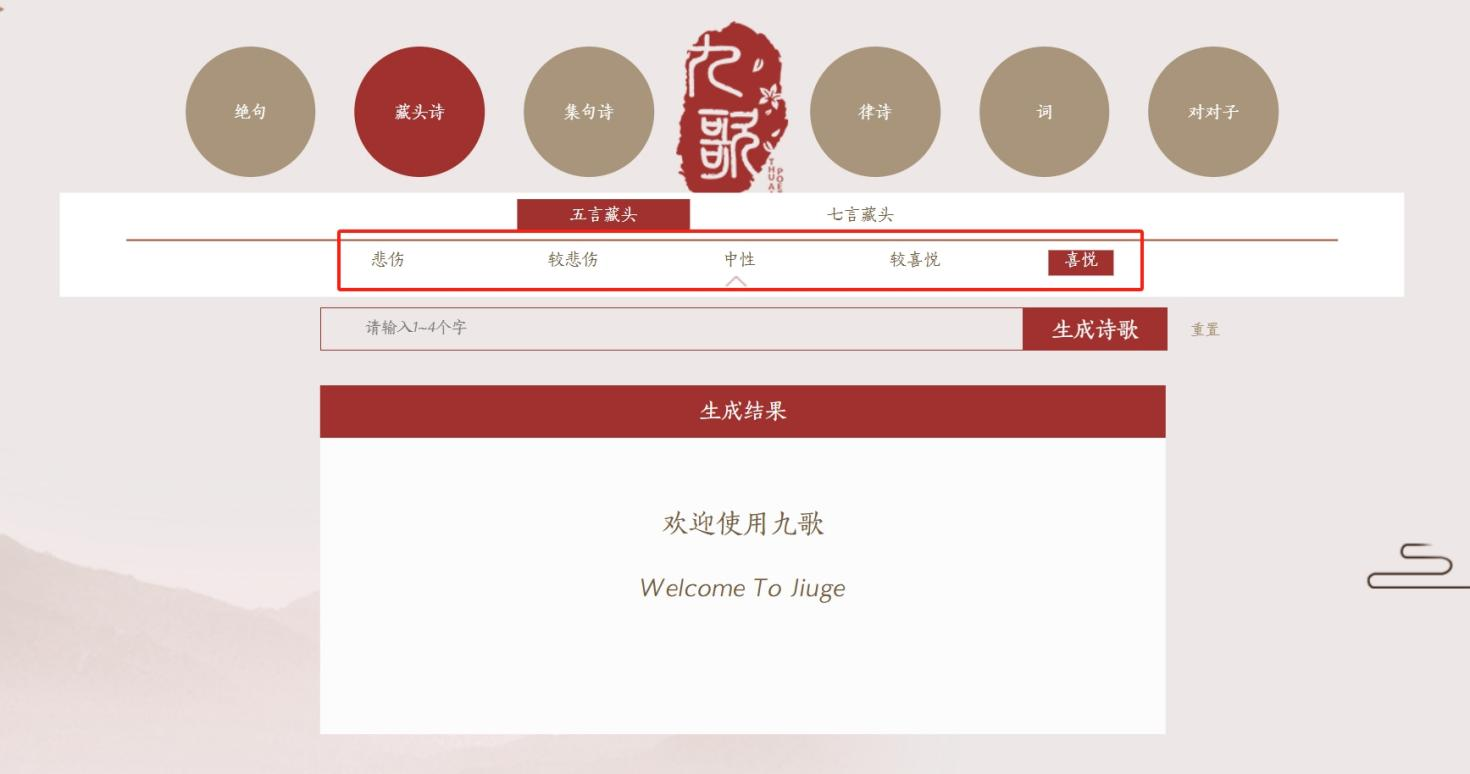 绝句
藏头诗
集句诗
九歌
律诗
词
对对子
五言藏头 七言藏头
悲伤 较悲伤 中性 较喜悦 喜悦
请输入1~4个字 生成诗歌 重置
生成结果
欢迎使用九歌
Welcome To Jiuge